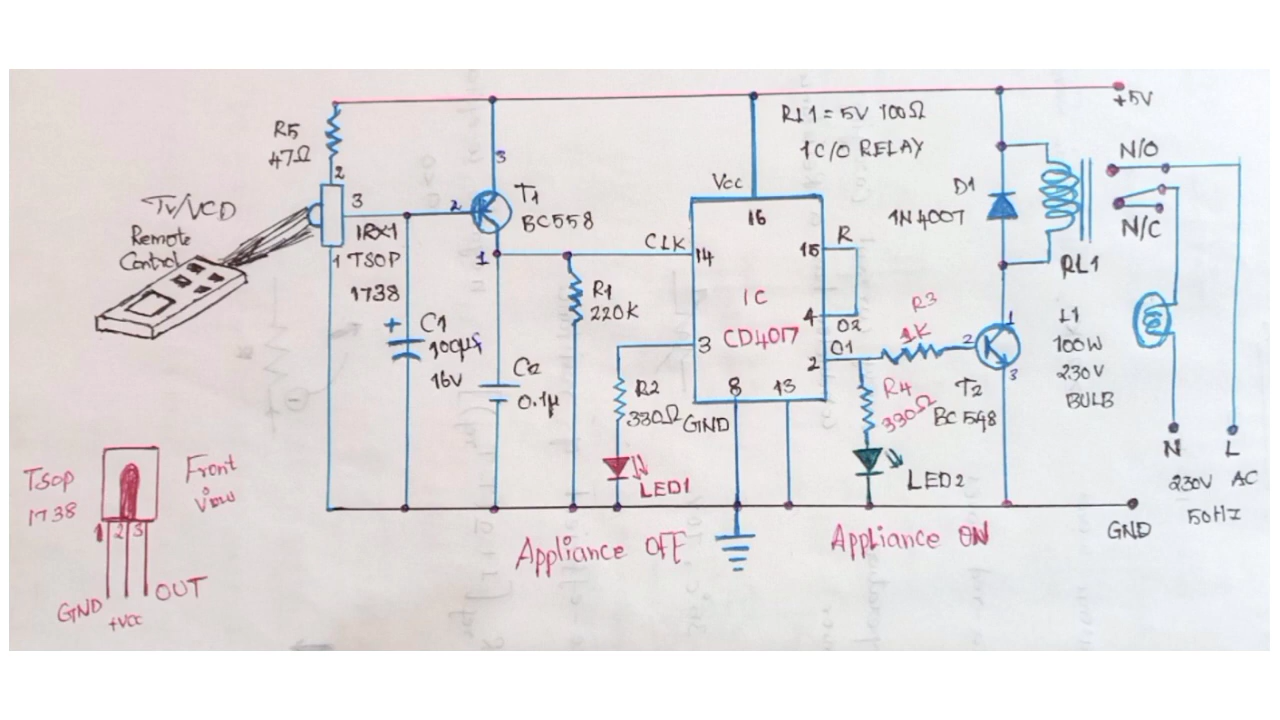 R5
47Ω
2
3
IRX1
1 TSOP
1738
TV/VCD
Remote
Control
+
C1
100µf
16V
3
2
T1
BC558
1
C2
0.1µ
R1
220K
CLK
Vcc
16
14
15
R
IC
CD4017
3
4
O2
O1
2
8
13
GND
R2
330Ω
LED1
R3
1K
R4
330Ω
LED2
2
1
3
T2
BC548
RL1 = 5V 100Ω
1C/O RELAY
D1
1N4007
RL1
+5V
N/O
N/C
L1
100W
230V
BULB
N
L
230V AC
50HZ
GND
Appliance OFF
Appliance ON
Tsop
1738
Front
View
1 2 3
GND
+Vcc
OUT